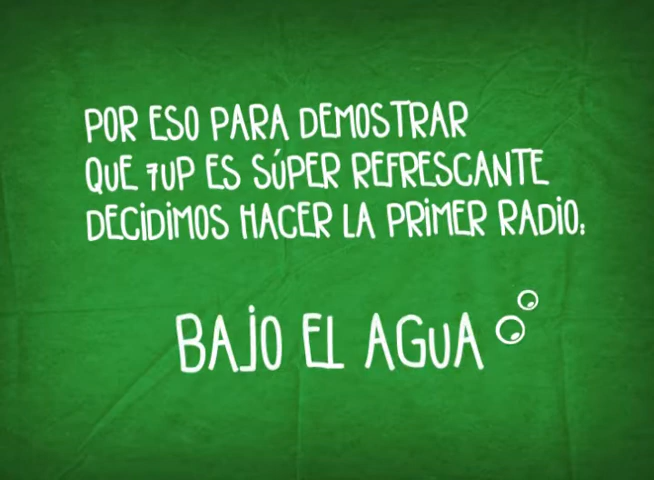 POR ESO PARA DEMOSTRAR
QUE 7UP ES SÚPER REFRESCANTE
DECIDIMOS HACER LA PRIMER RADIO:
BAJO EL AGUA